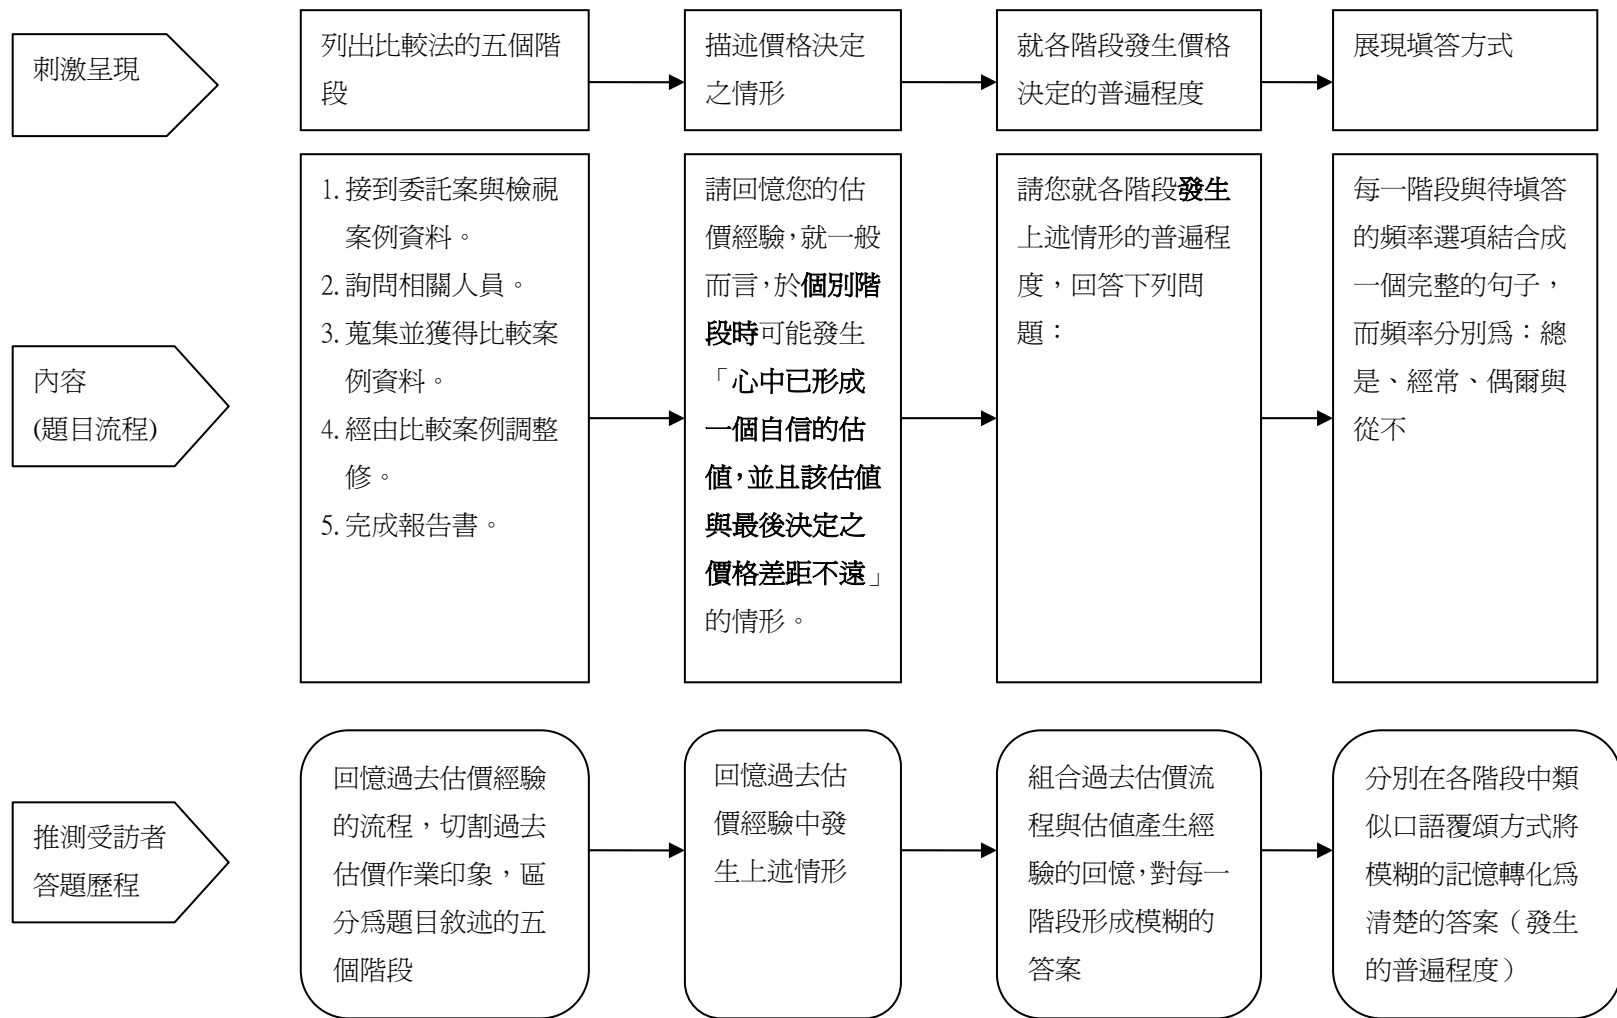 刺激呈現
列出比較法的五個階
段
描述價格決定
之情形
就各階段發生價格
決定的普遍程度
展現填答方式
內容
(題目流程)
1. 接到委託案與檢視
案例資料。
2. 詢問相關人員。
3. 蒐集並獲得比較案
例資料。
4. 經由比較案例調整
修。
5. 完成報告書。
請回憶您的估
價經驗,就一般
而言,於個別階
段時可能發生
「心中已形成
一個自信的估
值,並且該估值
與最後決定之
價格差距不遠」
的情形。
請您就各階段發生
上述情形的普遍程
度,回答下列問
題:
每一階段與待填答
的頻率選項結合成
一個完整的句子,
而頻率分別為:總
是、經常、偶爾與
從不
推測受訪者
答題歷程
回憶過去估價經驗
的流程,切割過去
估價作業印象,區
分為題目敘述的五
個階段
回憶過去估
價經驗中發
生上述情形
組合過去估價流
程與估值產生經
驗的回憶,對每一
階段形成模糊的
答案
分別在各階段中類
似口語覆頌方式將
模糊的記憶轉化為
清楚的答案(發生
的普遍程度)